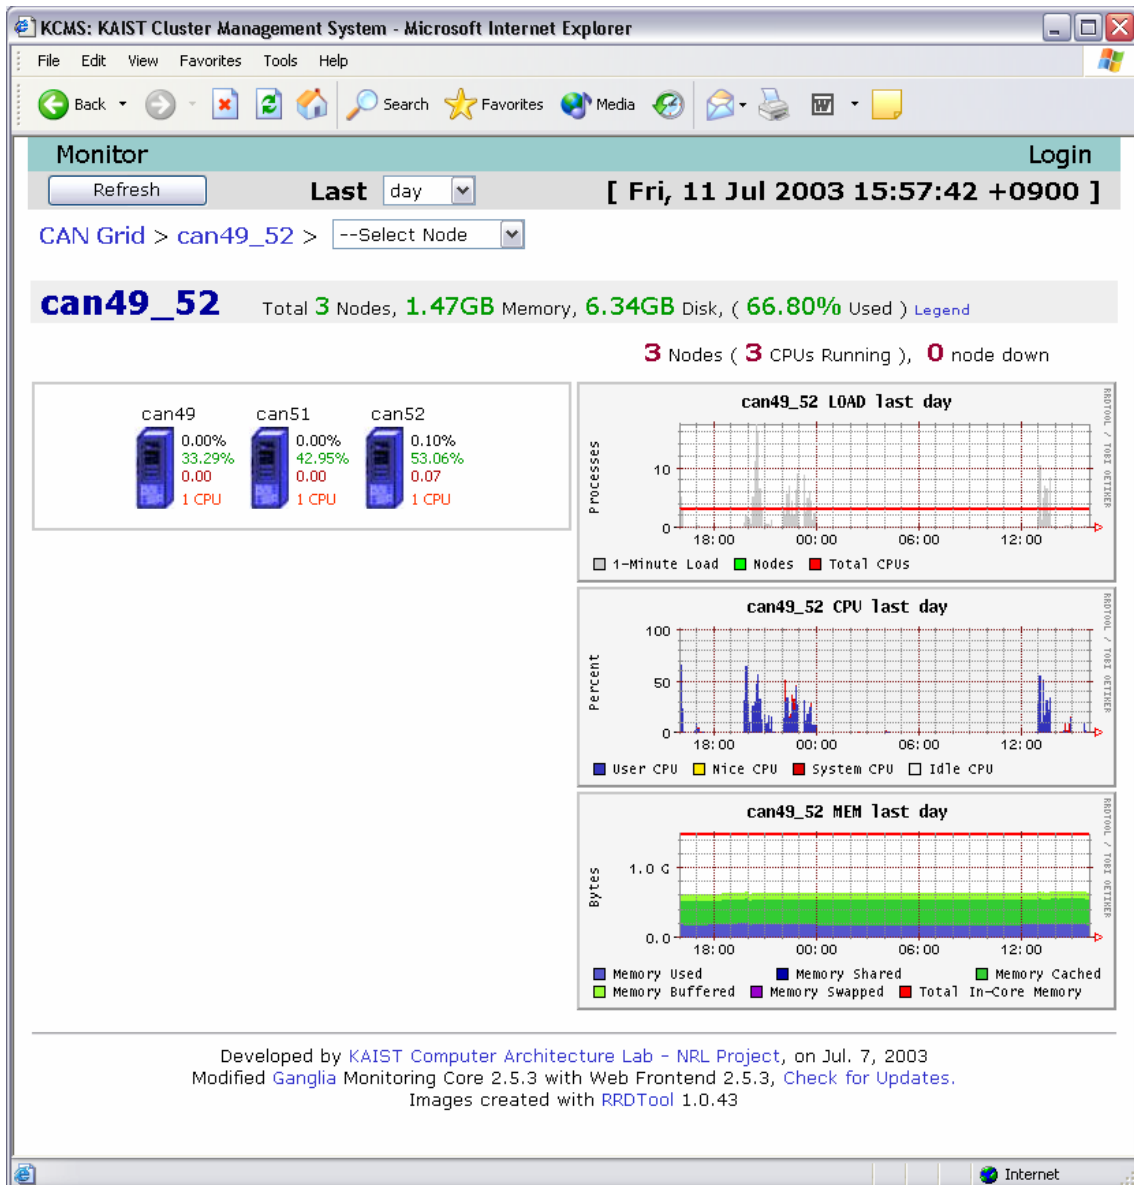 KCMS: KAIST Cluster Management System - Microsoft Internet Explorer
File Edit View Favorites Tools Help
Back Search Favorites Media
Monitor Login
Refresh Last day [ Fri, 11 Jul 2003 15:57:42 +0900 ]
CAN Grid > can49_52 > --Select Node
can49_52 Total 3 Nodes, 1.47GB Memory, 6.34GB Disk, ( 66.80% Used ) Legend
3 Nodes ( 3 CPUs Running ), 0 node down
can49 can51 can52
0.00% 0.00% 0.10%
33.29% 42.95% 53.06%
0.00 0.00 0.07
1 CPU 1 CPU 1 CPU
can49_52 LOAD last day
RRDTOOL / TOBI OETIKER
Processes
10
0
18:00 00:00 06:00 12:00
1-Minute Load Nodes Total CPUs
can49_52 CPU last day
RRDTOOL / TOBI OETIKER
Percent
100
50
0
18:00 00:00 06:00 12:00
User CPU Nice CPU System CPU Idle CPU
can49_52 MEM last day
RRDTOOL / TOBI OETIKER
Bytes
1.0 G
0.0
18:00 00:00 06:00 12:00
Memory Used Memory Shared Memory Cached
Memory Buffered Memory Swapped Total In-Core Memory
Developed by KAIST Computer Architecture Lab - NRL Project, on Jul. 7, 2003
Modified Ganglia Monitoring Core 2.5.3 with Web Frontend 2.5.3, Check for Updates.
Images created with RRDTool 1.0.43
Internet